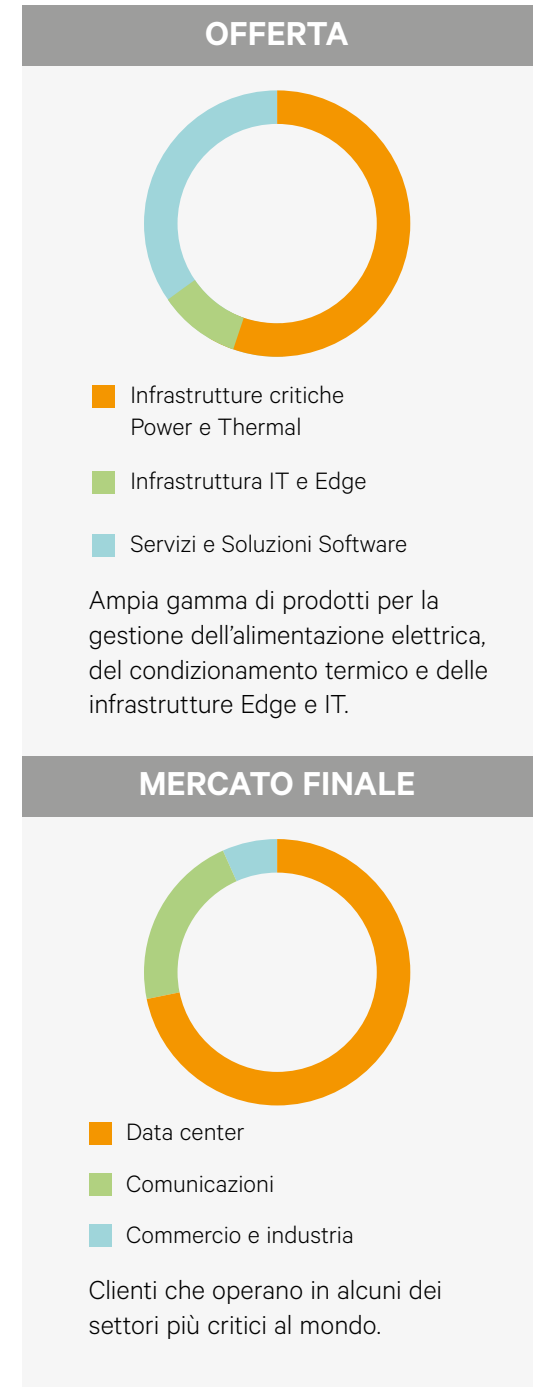 OFFERTA
Infrastrutture critiche
Power e Thermal
Infrastruttura IT e Edge
Servizi e Soluzioni Software
Ampia gamma di prodotti per la
gestione dell’alimentazione elettrica,
del condizionamento termico e delle
infrastrutture Edge e IT.
MERCATO FINALE
Data center
Comunicazioni
Commercio e industria
Clienti che operano in alcuni dei
settori più critici al mondo.